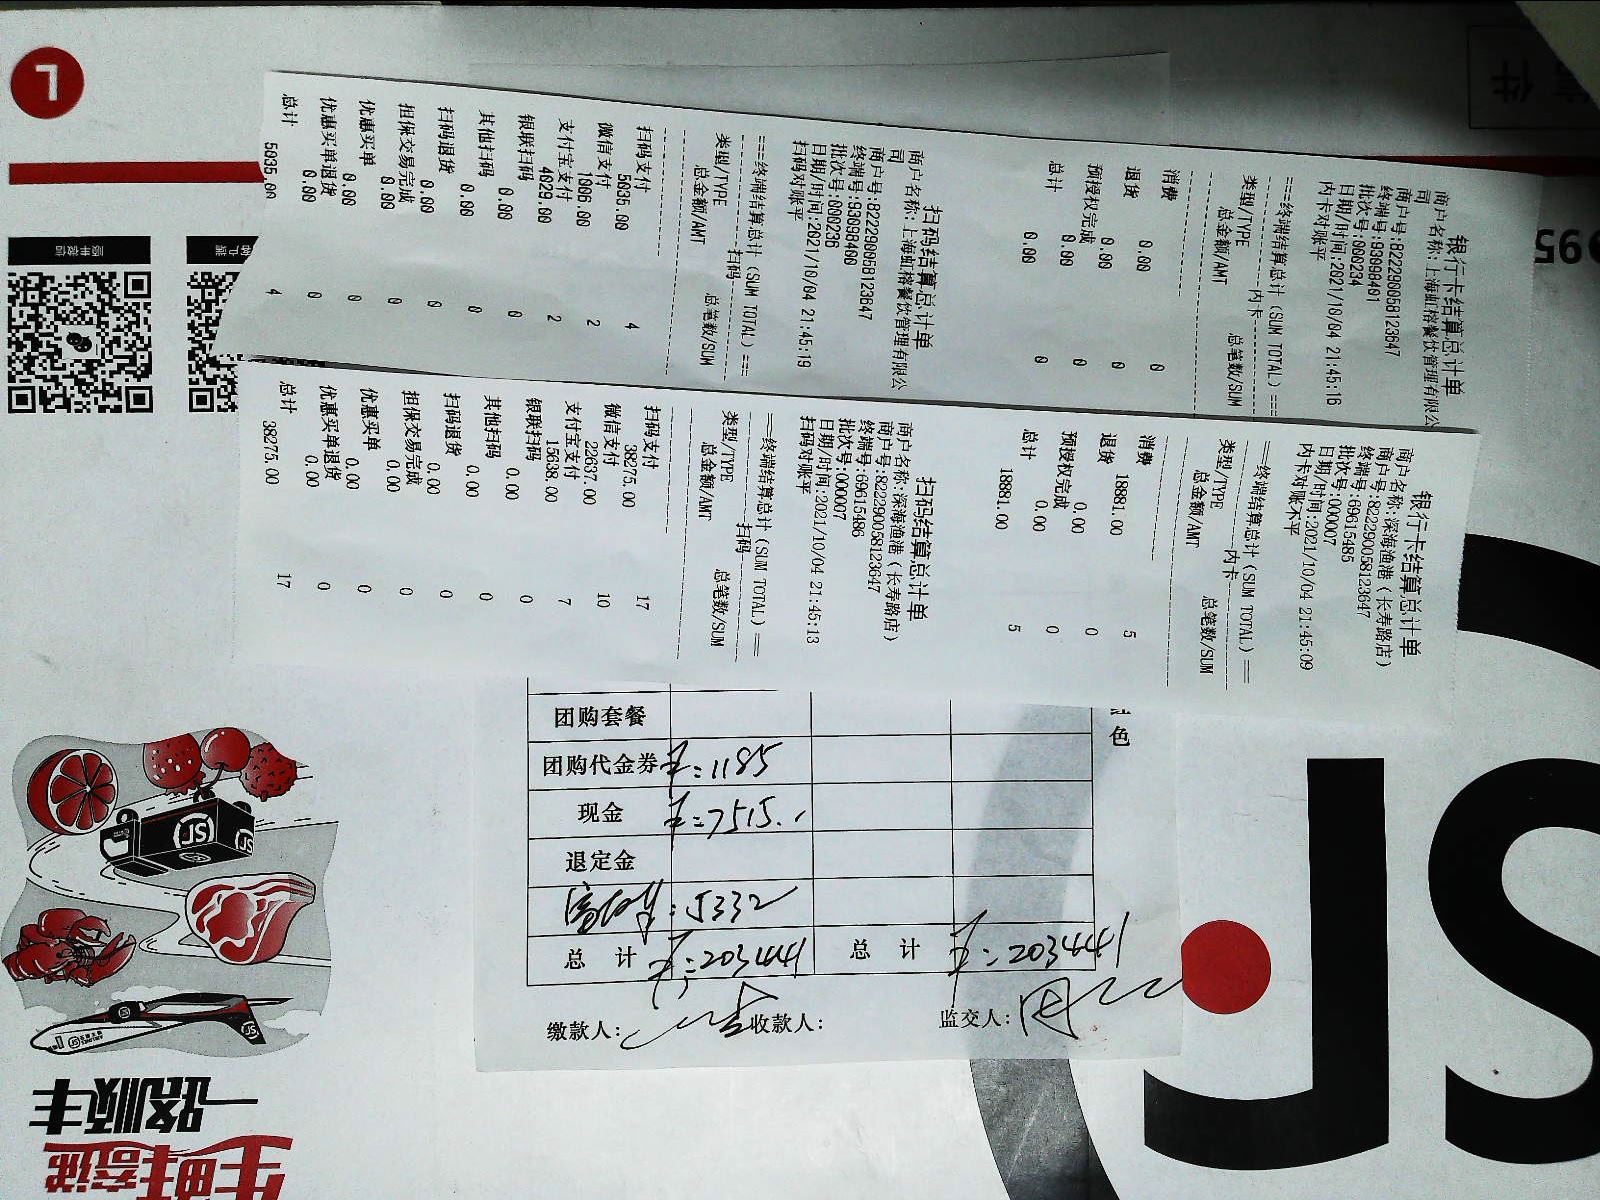 银行卡结算总计单
商户名称:上海虹榕餐饮管理有限公
司
商户号:822290058123647
终端号:93098401
批次号:000234
日期/时间:2021/10/04 21:45:16
内卡对账平
===终端结算总计(SUM TOTAL)===
内卡
类型/TYPE 总笔数/SUM
总金额/AMT
消费 0
0.00
退货 0
0.00
预授权完成 0
0.00
总计 0
0.00
扫码结算总计单
商户名称:上海虹榕餐饮管理有限公
司
商户号:822290058123647
终端号:93098400
批次号:000236
日期/时间:2021/10/04 21:45:19
扫码对账平
===终端结算总计(SUM TOTAL)===
扫码
类型/TYPE 总笔数/SUM
总金额/AMT
扫码支付 4
5035.00
微信支付 2
1006.00
支付宝支付 2
4029.00
银联扫码 0
0.00
其他扫码 0
0.00
扫码退货 0
0.00
担保交易完成 0
0.00
优惠买单 0
0.00
优惠买单退货 0
0.00
总计 4
5035.00
银行卡结算总计单
商户名称:深海渔港(长寿路店)
商户号:822290058123647
终端号:69615485
批次号:000007
日期/时间:2021/10/04 21:45:09
内卡对账不平
==终端结算总计(SUM TOTAL)==
内卡
类型/TYPE 总笔数/SUM
总金额/AMT
消费 5
18881.00
退货 0
0.00
预授权完成 0
0.00
总计 5
18881.00
扫码结算总计单
商户名称:深海渔港(长寿路店)
商户号:822290058123647
终端号:69615486
批次号:000007
日期/时间:2021/10/04 21:45:13
扫码对账平
==终端结算总计(SUM TOTAL)==
扫码
类型/TYPE 总笔数/SUM
总金额/AMT
扫码支付 17
38275.00
微信支付 10
22637.00
支付宝支付 7
15638.00
银联扫码 0
0.00
其他扫码 0
0.00
扫码退货 0
0.00
担保交易完成 0
0.00
优惠买单 0
0.00
优惠买单退货 0
0.00
总计 17
38275.00
团购套餐
团购代金券 1185
现金 7515
退定金
5332
总计 203441 总计 203441
缴款人: 收款人: 监交人:
色
一路顺丰
生鲜寄递
SF
95
件